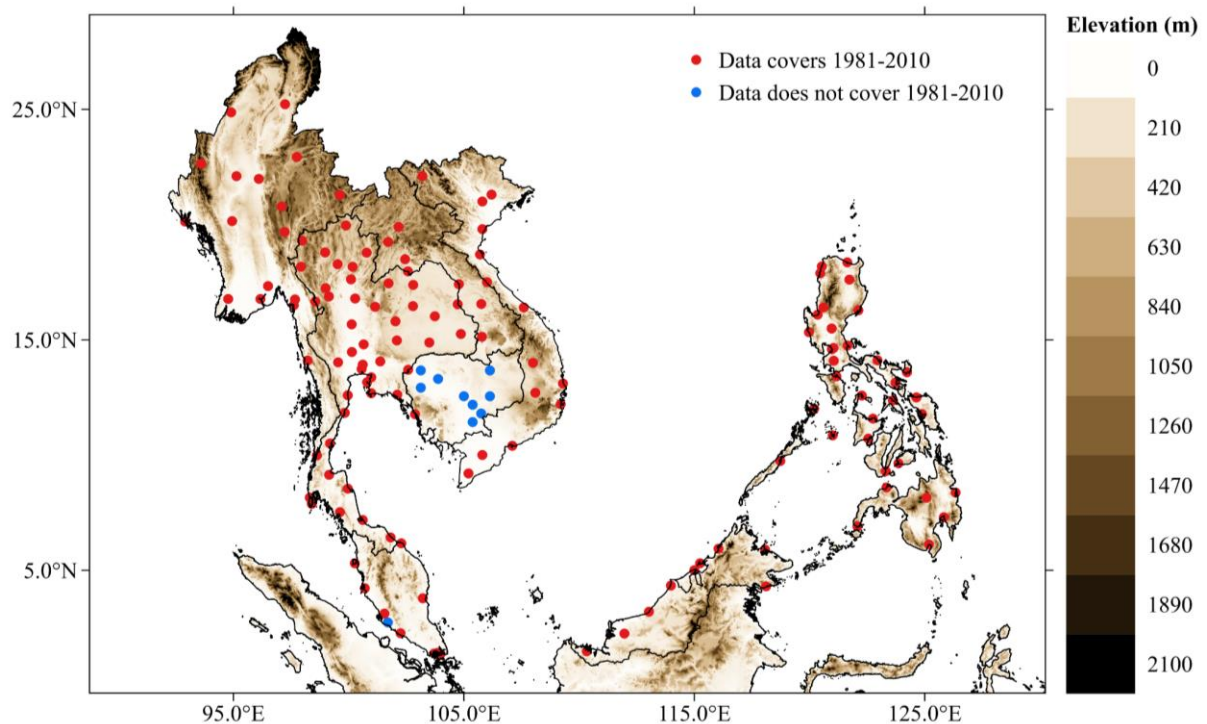 Elevation (m)
Data covers 1981-2010
Data does not cover 1981-2010
0
210
420
630
840
1050
1260
1470
1680
1890
2100
25.0°N
15.0°N
5.0°N
95.0°E
105.0°E
115.0°E
125.0°E